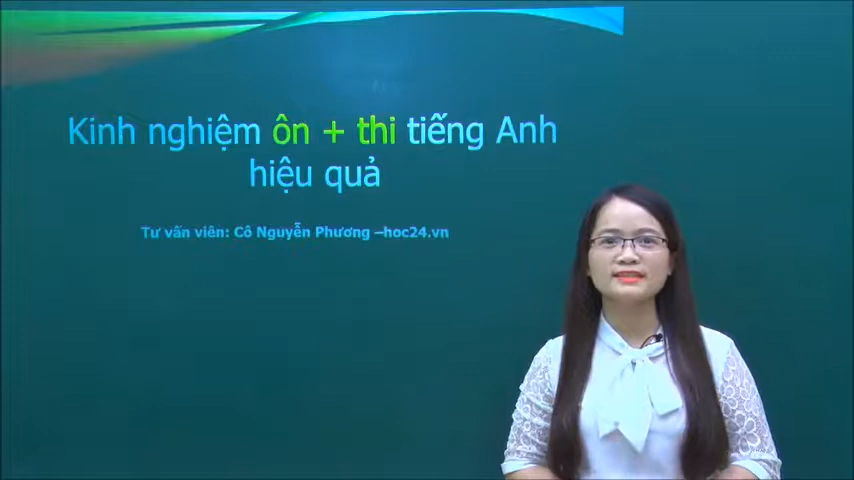 Kinh nghiệm ôn + thi tiếng Anh
hiệu quả
Tư vấn viên: Cô Nguyễn Phương –hoc24.vn